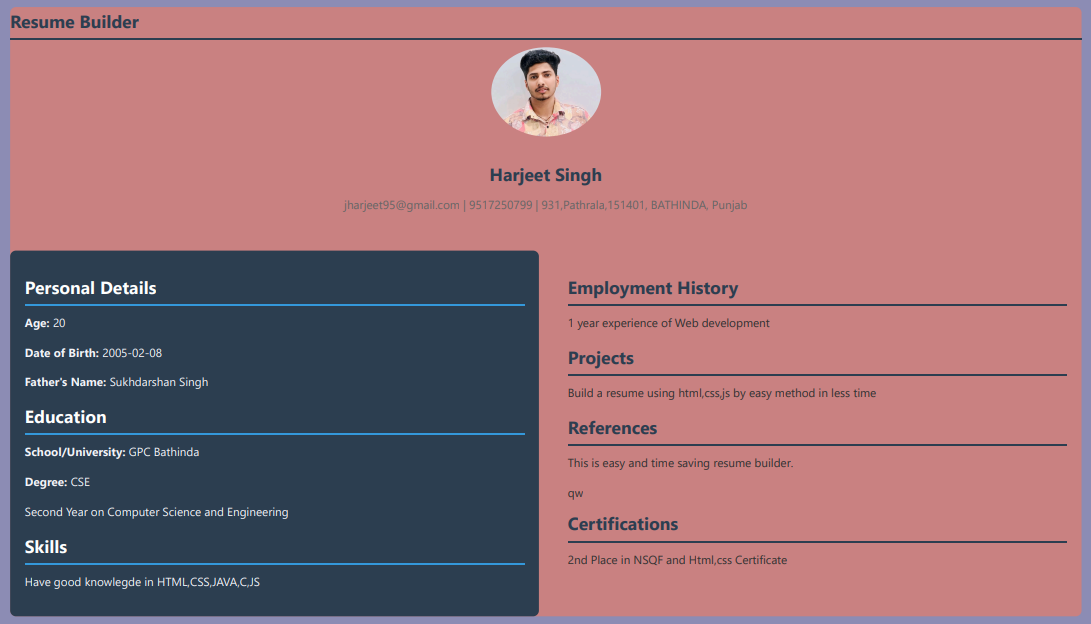 Resume Builder
Harjeet Singh
jharjeet95@gmail.com | 9517250799 | 931,Pathrala,151401, BATHINDA, Punjab
Personal Details
Age: 20
Date of Birth: 2005-02-08
Father's Name: Sukhdarshan Singh
Education
School/University: GPC Bathinda
Degree: CSE
Second Year on Computer Science and Engineering
Skills
Have good knowlegde in HTML,CSS,JAVA,C,JS
Employment History
1 year experience of Web development
Projects
Build a resume using html,css,js by easy method in less time
References
This is easy and time saving resume builder.
qw
Certifications
2nd Place in NSQF and Html,css Certificate